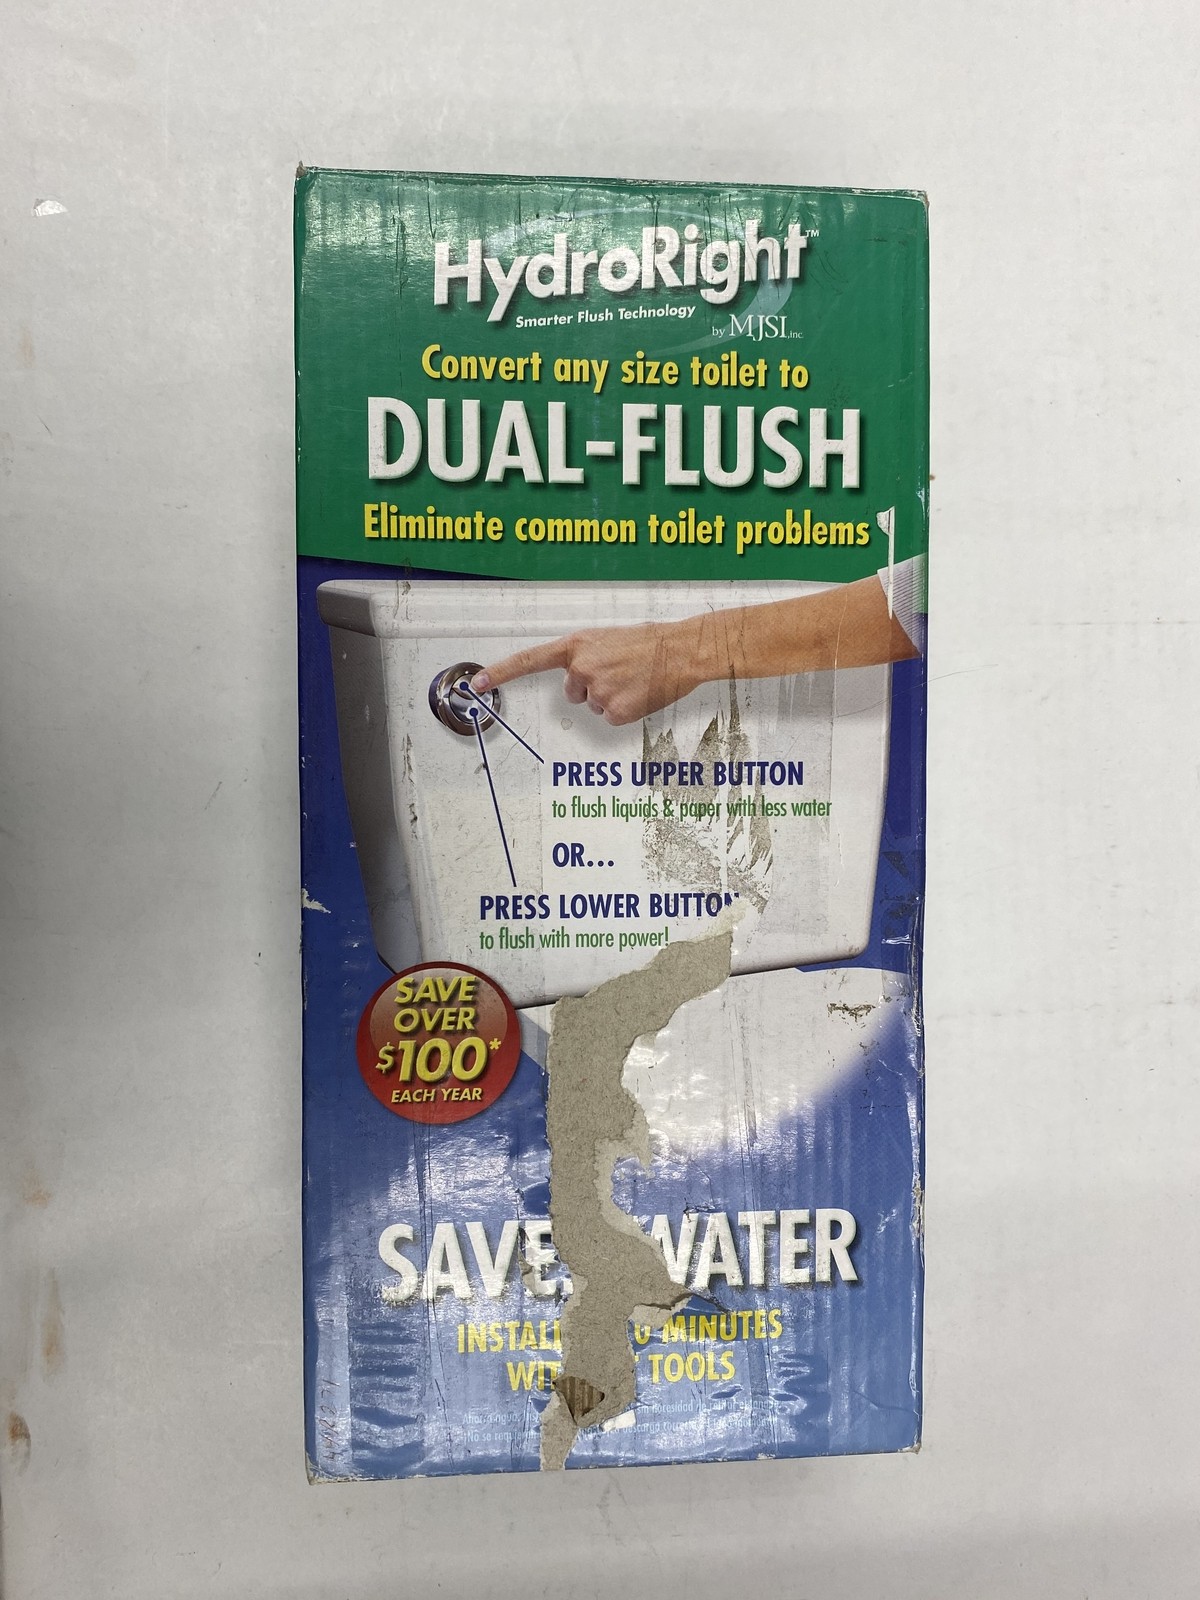 HydroRight™
Smarter Flush Technology
by MJSI, inc.
Convert any size toilet to
DUAL-FLUSH
Eliminate common toilet problems
PRESS UPPER BUTTON
to flush liquids & paper with less water
OR...
PRESS LOWER BUTTON
to flush with more power!
SAVE
OVER
$100*
EACH YEAR
SAVE WATER
MINUTES
TOOLS